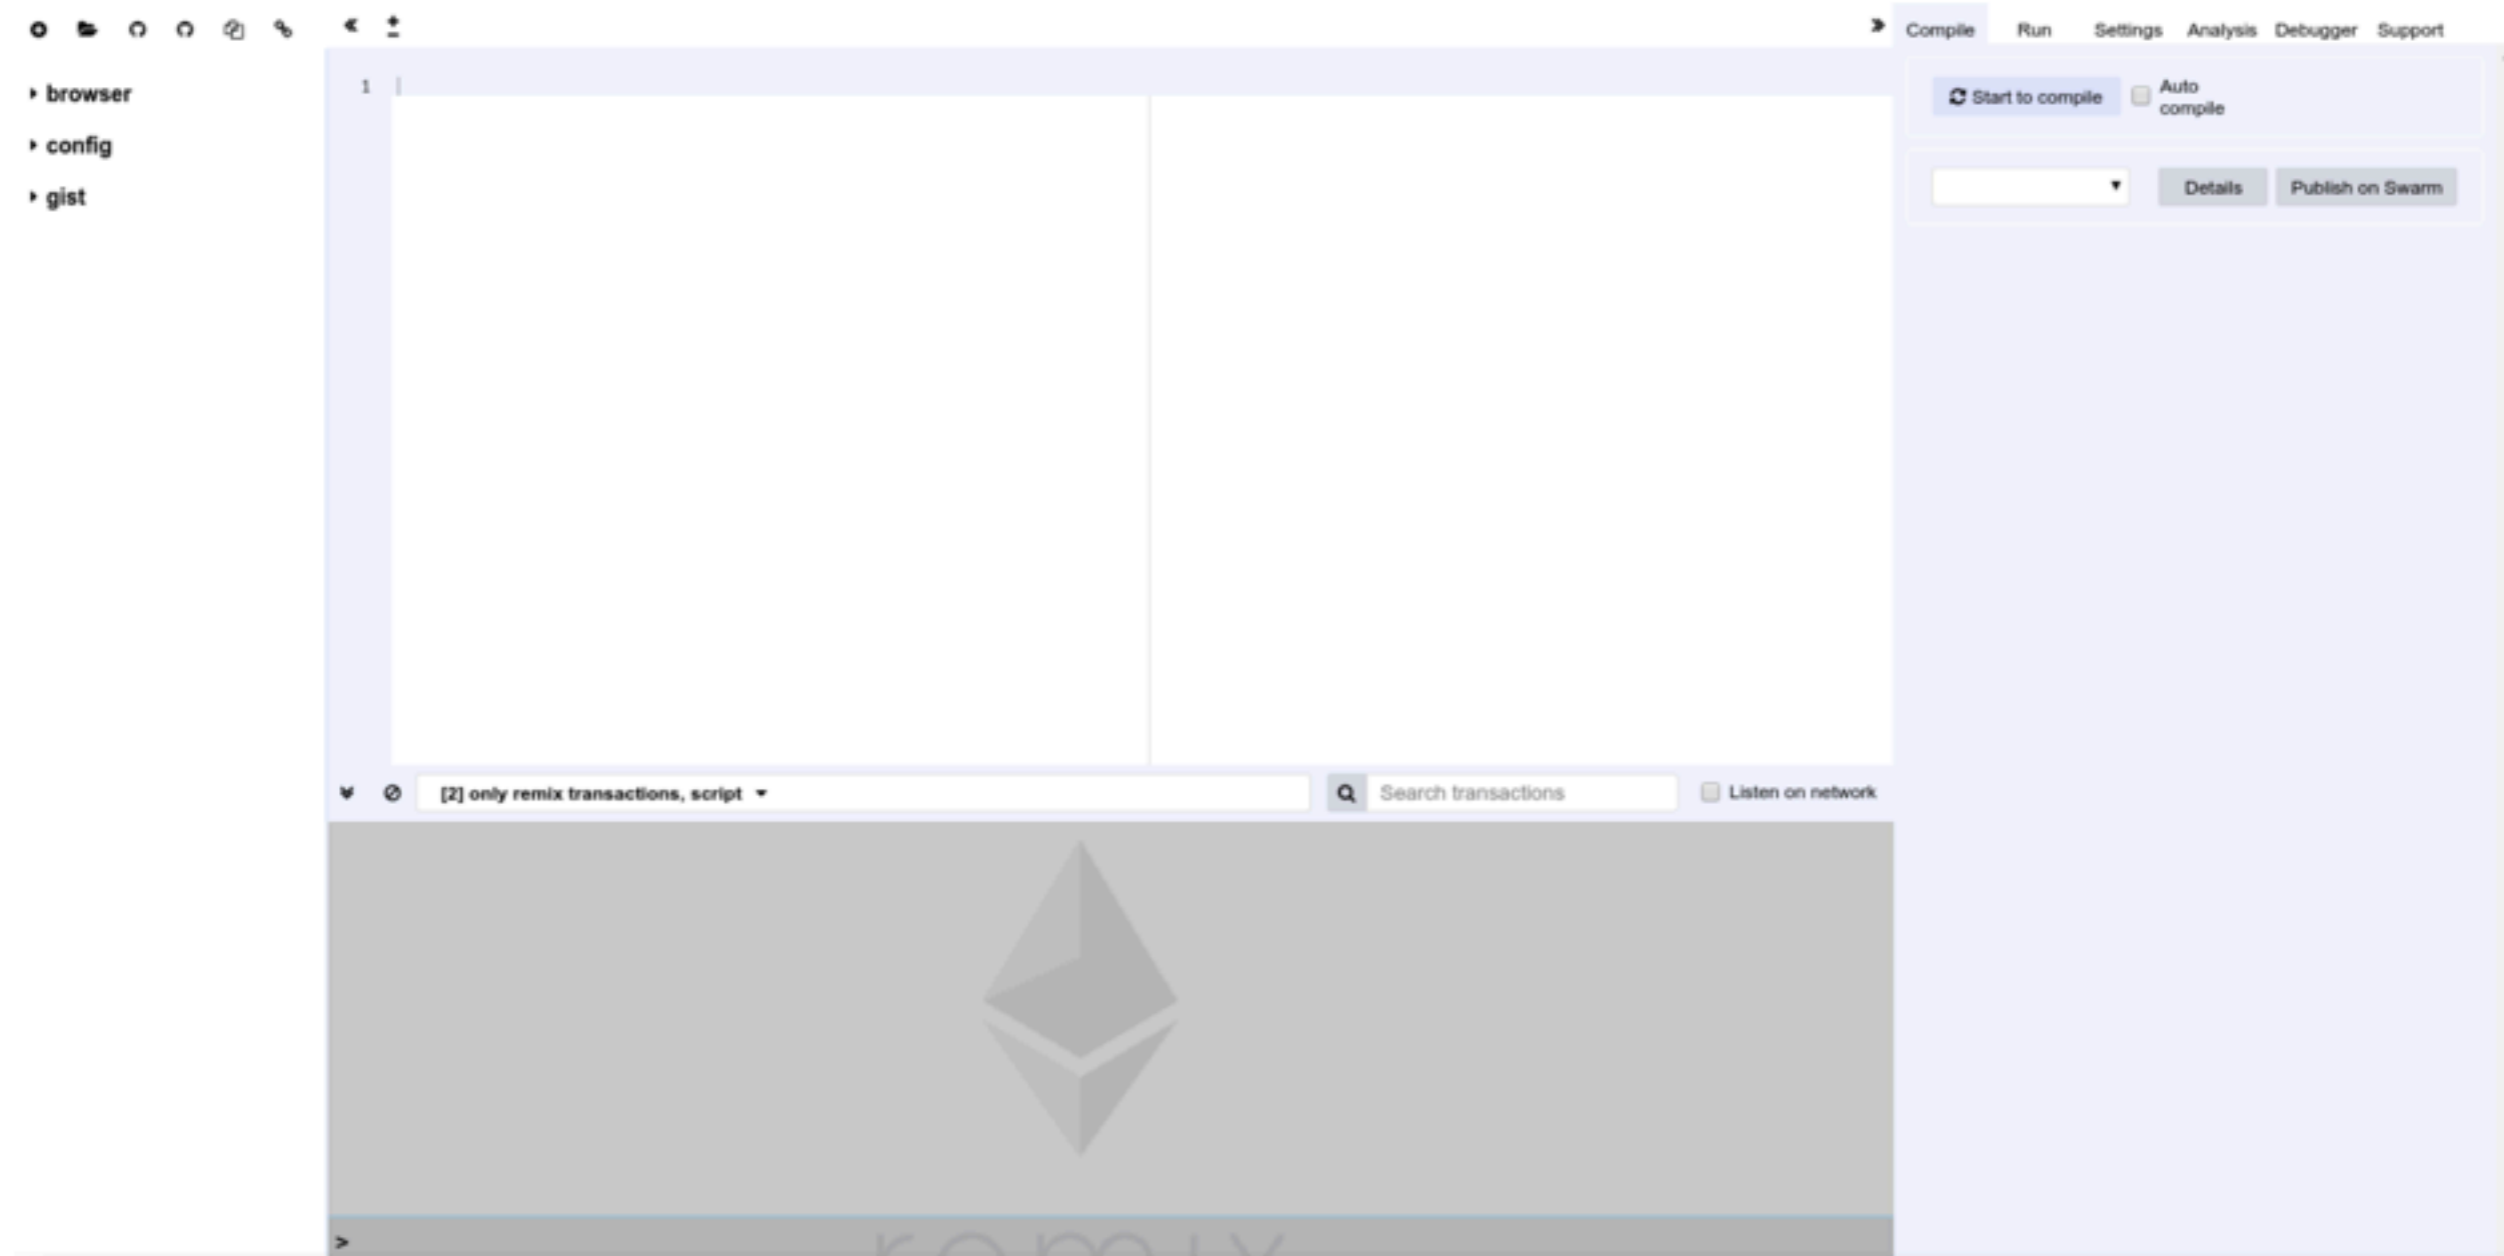 Compile Run Settings Analysis Debugger Support
browser
config
gist
1
Start to compile
Auto
compile
Details Publish on Swarm
[2] only remix transactions, script
Search transactions
Listen on network
>
remix